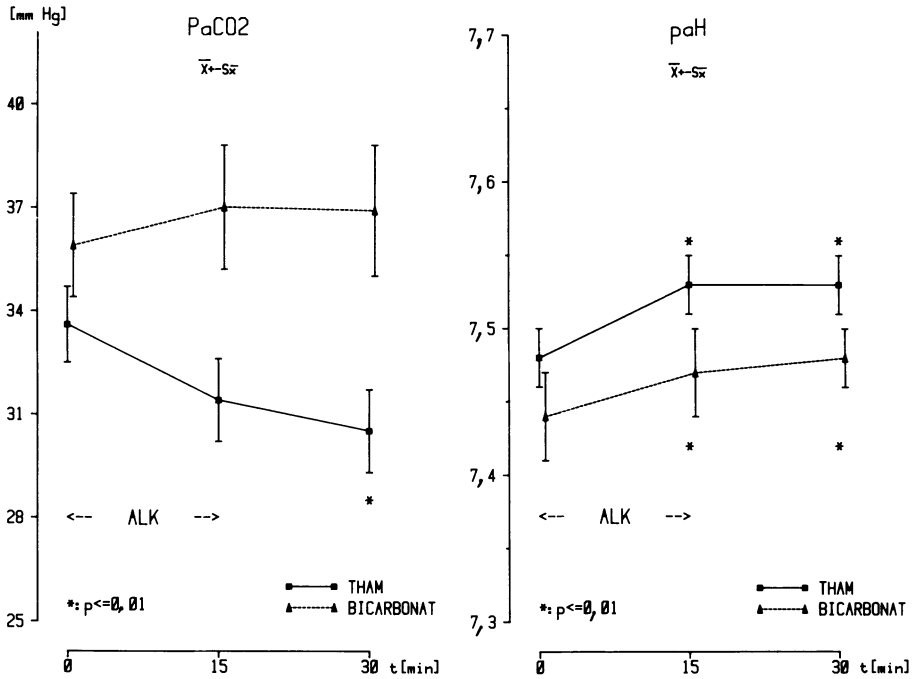 [mm Hg]
PaCO2
X̅+-Sx̅
40
37
34
31
28
25
*
<-- ALK -->
*: p<=0,01
THAM
BICARBONAT
0 15 30 t[min]
paH
X̅+-Sx̅
7,7
7,6
7,5
7,4
7,3
* *
* *
<-- ALK -->
*: p<=0,01
THAM
BICARBONAT
0 15 30 t[min]